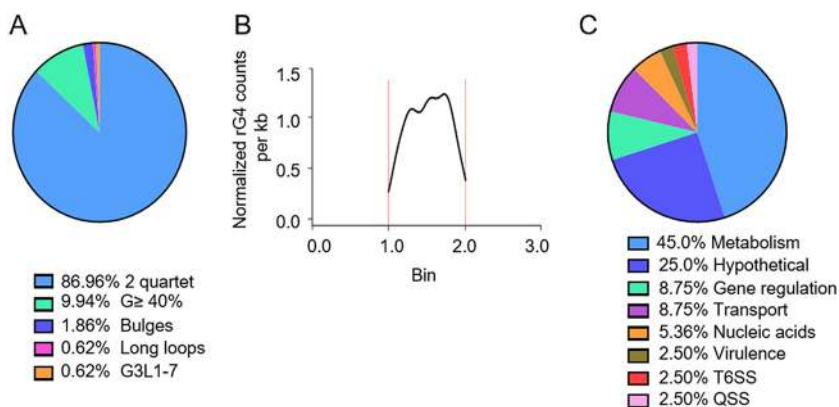 A
86.96% 2 quartet
9.94% G≥ 40%
1.86% Bulges
0.62% Long loops
0.62% G3L1-7
B
Normalized rG4 counts
per kb
1.5
1.0
0.5
0.0
0.0 1.0 2.0 3.0
Bin
C
45.0% Metabolism
25.0% Hypothetical
8.75% Gene regulation
8.75% Transport
5.36% Nucleic acids
2.50% Virulence
2.50% T6SS
2.50% QSS